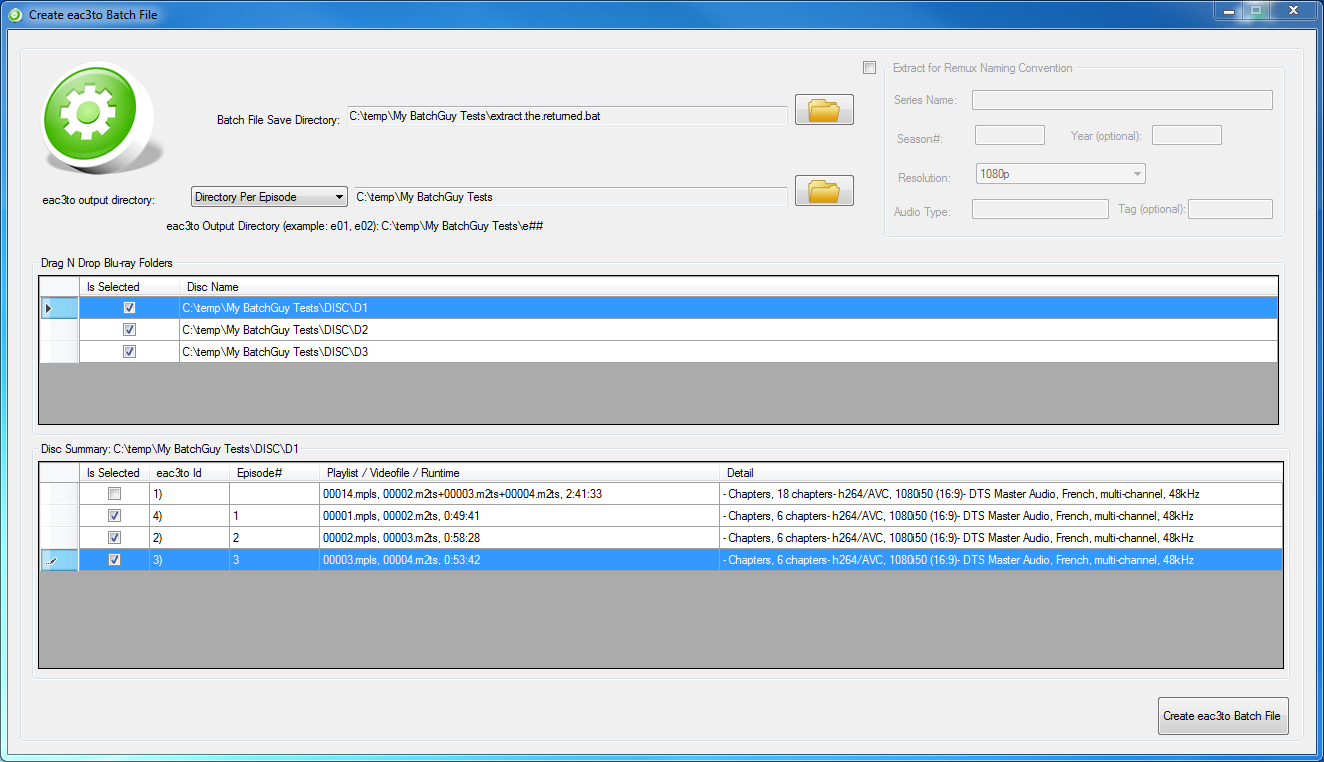 Create eac3to Batch File
Extract for Remux Naming Convention
Batch File Save Directory: C:\temp\My BatchGuy Tests\extract.the.returned.bat
Series Name:
Season#: Year (optional):
Resolution: 1080p
Audio Type: Tag (optional):
eac3to output directory: Directory Per Episode C:\temp\My BatchGuy Tests
eac3to Output Directory (example: e01, e02): C:\temp\My BatchGuy Tests\e##
Drag N Drop Blu-ray Folders
Is Selected Disc Name
C:\temp\My BatchGuy Tests\DISC\D1
C:\temp\My BatchGuy Tests\DISC\D2
C:\temp\My BatchGuy Tests\DISC\D3
Disc Summary: C:\temp\My BatchGuy Tests\DISC\D1
Is Selected eac3to Id Episode# Playlist / Videofile / Runtime Detail
1) 00014.mpls, 00002.m2ts+00003.m2ts+00004.m2ts, 2:41:33 - Chapters, 18 chapters- h264/AVC, 1080i50 (16:9)- DTS Master Audio, French, multi-channel, 48kHz
4) 1 00001.mpls, 00002.m2ts, 0:49:41 - Chapters, 6 chapters- h264/AVC, 1080i50 (16:9)- DTS Master Audio, French, multi-channel, 48kHz
2) 2 00002.mpls, 00003.m2ts, 0:58:28 - Chapters, 6 chapters- h264/AVC, 1080i50 (16:9)- DTS Master Audio, French, multi-channel, 48kHz
3) 3 00003.mpls, 00004.m2ts, 0:53:42 - Chapters, 6 chapters- h264/AVC, 1080i50 (16:9)- DTS Master Audio, French, multi-channel, 48kHz
Create eac3to Batch File